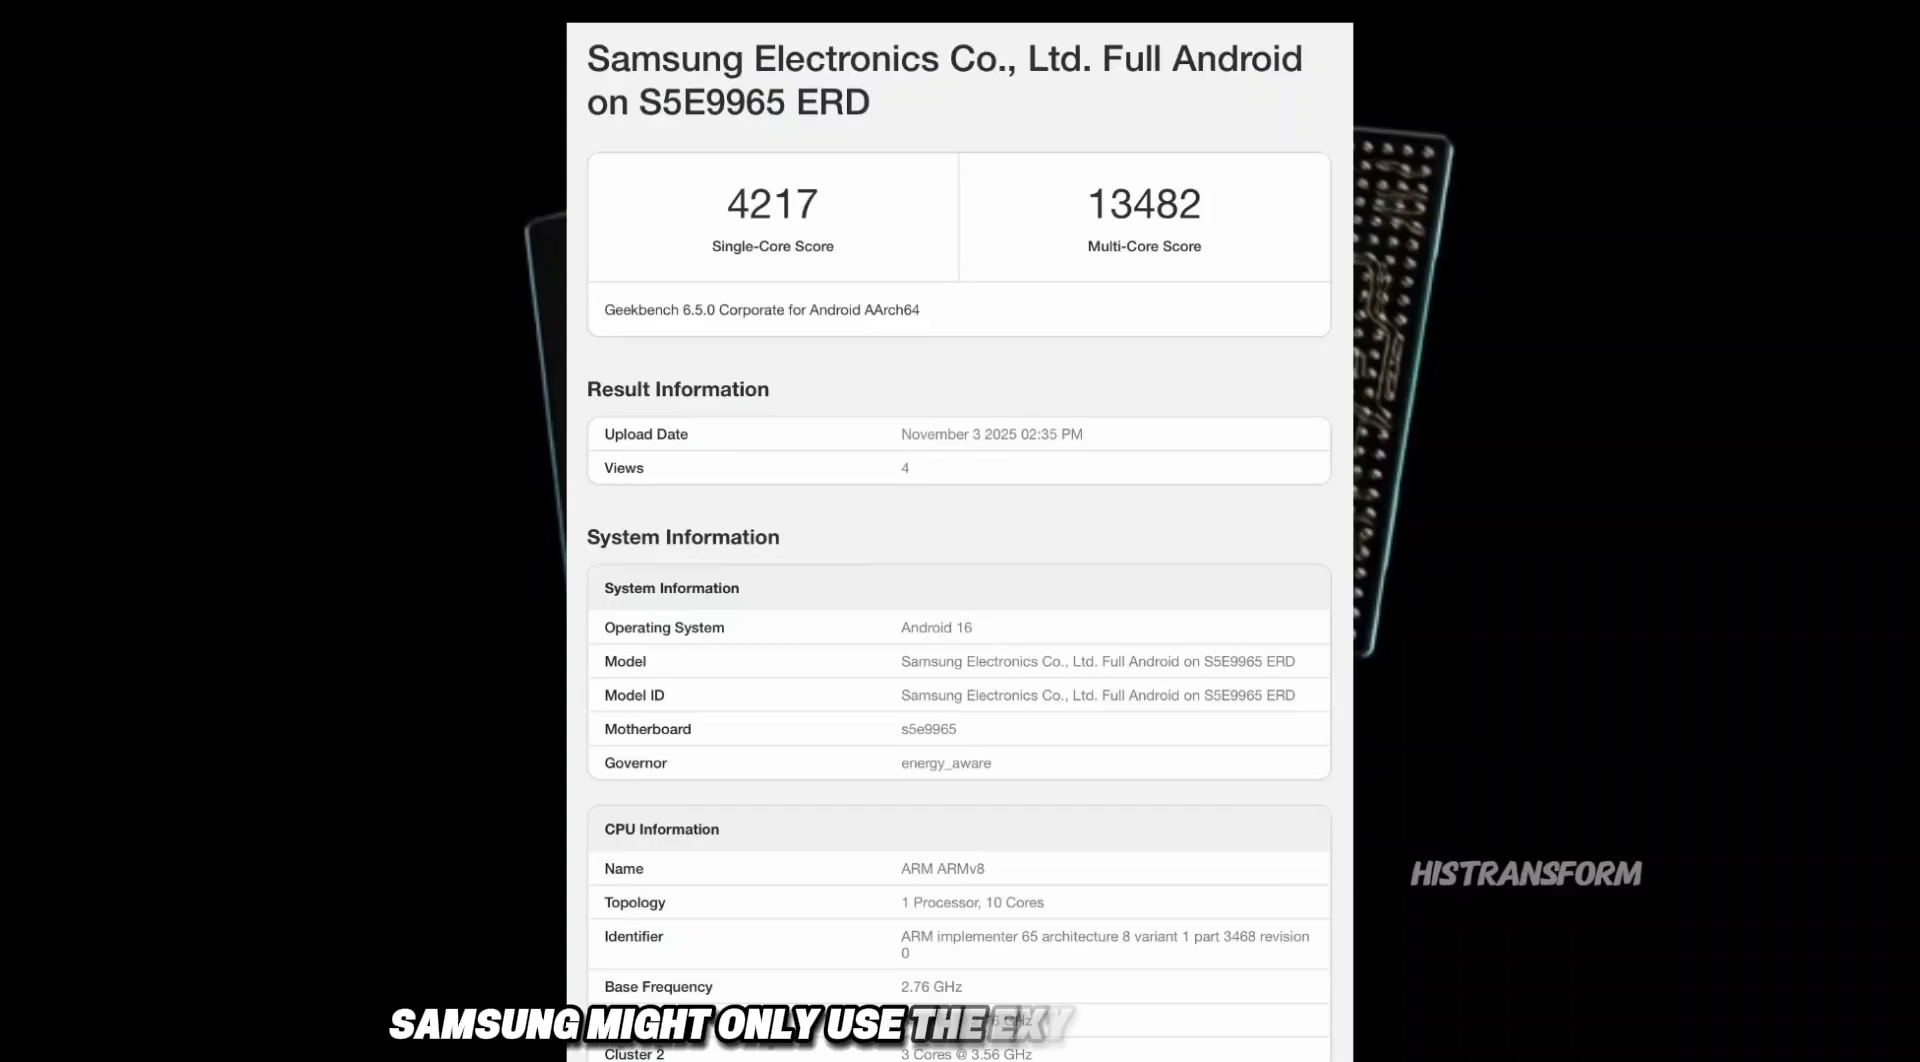 Samsung Electronics Co., Ltd. Full Android
on S5E9965 ERD
4217
Single-Core Score
13482
Multi-Core Score
Geekbench 6.5.0 Corporate for Android AArch64
Result Information
Upload Date November 3 2025 02:35 PM
Views 4
System Information
System Information
Operating System Android 16
Model Samsung Electronics Co., Ltd. Full Android on S5E9965 ERD
Model ID Samsung Electronics Co., Ltd. Full Android on S5E9965 ERD
Motherboard s5e9965
Governor energy_aware
CPU Information
Name ARM ARMv8
HISTRANSFORM
Topology 1 Processor, 10 Cores
Identifier ARM implementer 65 architecture 8 variant 1 part 3468 revision
0
Base Frequency 2.76 GHz
SAMSUNG MIGHT ONLY USE THE EXY
GHz
Cluster 2 3 Cores @ 3.56 GHz